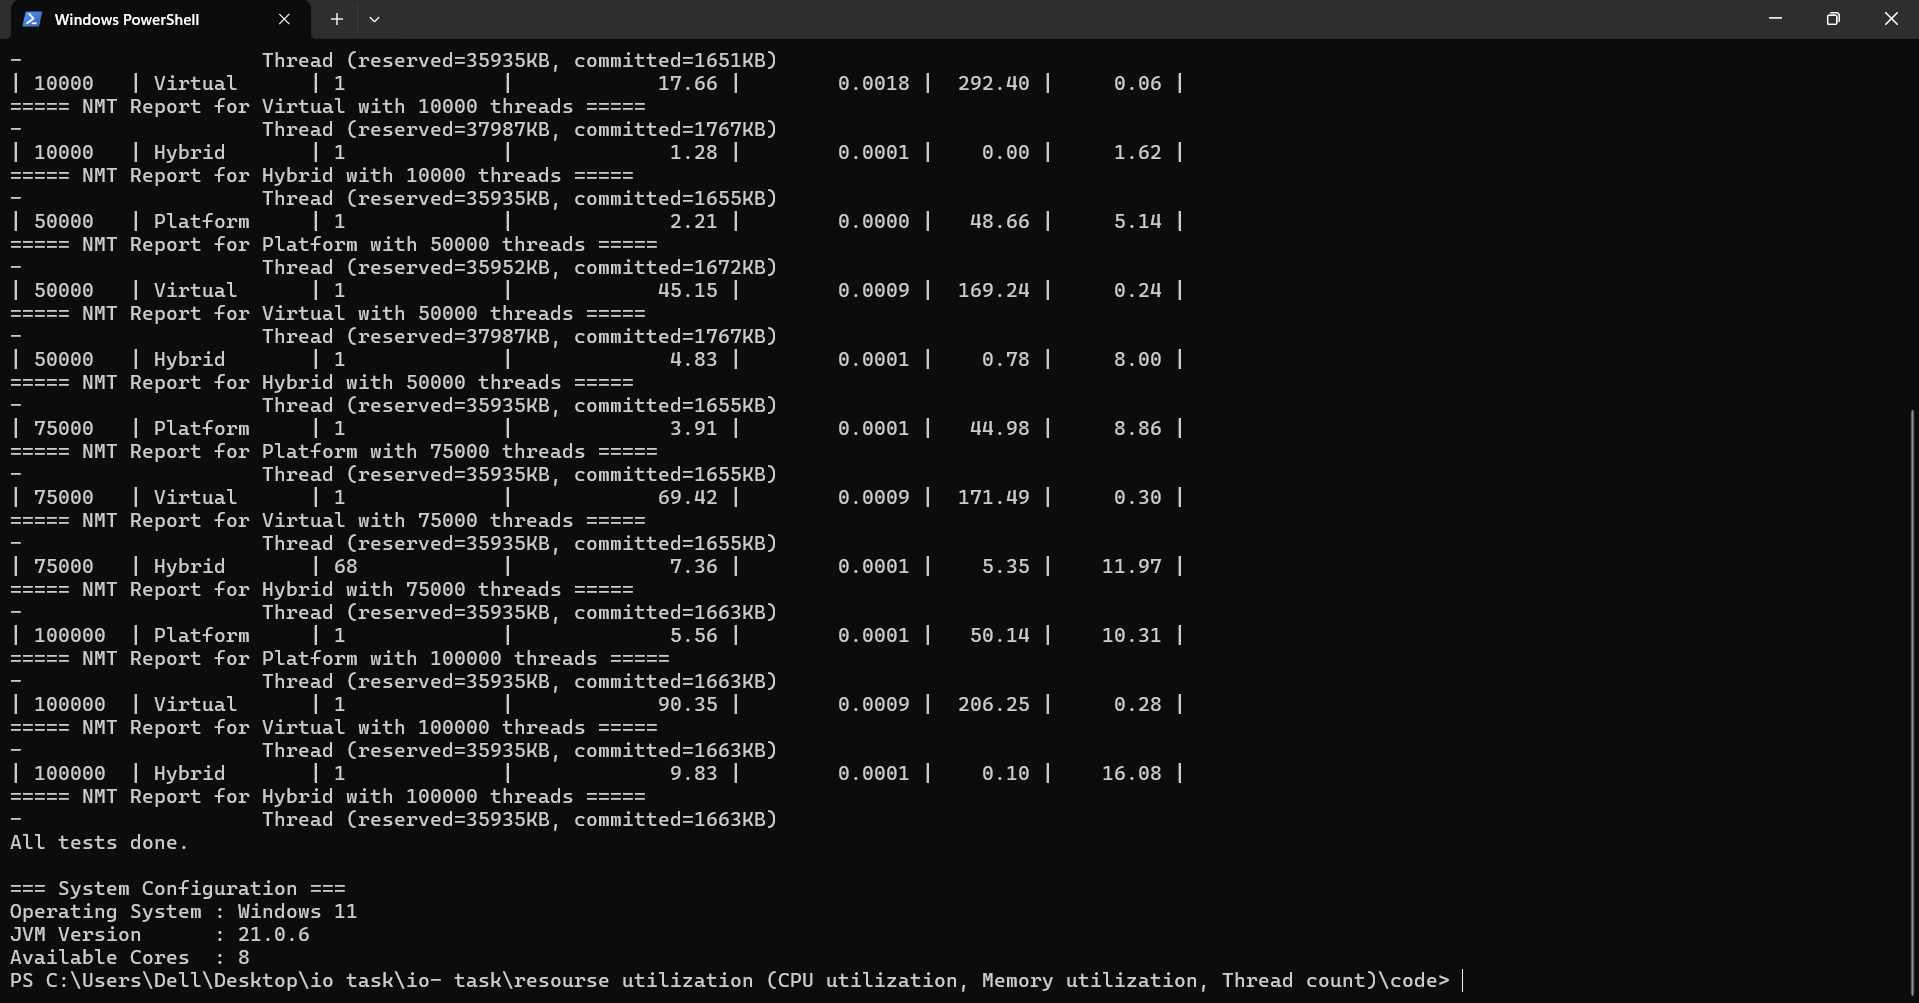 Windows PowerShell
-                    Thread (reserved=35935KB, committed=1651KB)
| 10000   | Virtual      | 1             |            17.66 |        0.0018 |  292.40 |     0.06 |
===== NMT Report for Virtual with 10000 threads =====
-                    Thread (reserved=37987KB, committed=1767KB)
| 10000   | Hybrid       | 1             |             1.28 |        0.0001 |    0.00 |     1.62 |
===== NMT Report for Hybrid with 10000 threads =====
-                    Thread (reserved=35935KB, committed=1655KB)
| 50000   | Platform     | 1             |             2.21 |        0.0000 |   48.66 |     5.14 |
===== NMT Report for Platform with 50000 threads =====
-                    Thread (reserved=35952KB, committed=1672KB)
| 50000   | Virtual      | 1             |            45.15 |        0.0009 |  169.24 |     0.24 |
===== NMT Report for Virtual with 50000 threads =====
-                    Thread (reserved=37987KB, committed=1767KB)
| 50000   | Hybrid       | 1             |             4.83 |        0.0001 |    0.78 |     8.00 |
===== NMT Report for Hybrid with 50000 threads =====
-                    Thread (reserved=35935KB, committed=1655KB)
| 75000   | Platform     | 1             |             3.91 |        0.0001 |   44.98 |     8.86 |
===== NMT Report for Platform with 75000 threads =====
-                    Thread (reserved=35935KB, committed=1655KB)
| 75000   | Virtual      | 1             |            69.42 |        0.0009 |  171.49 |     0.30 |
===== NMT Report for Virtual with 75000 threads =====
-                    Thread (reserved=35935KB, committed=1655KB)
| 75000   | Hybrid       | 68            |             7.36 |        0.0001 |    5.35 |    11.97 |
===== NMT Report for Hybrid with 75000 threads =====
-                    Thread (reserved=35935KB, committed=1663KB)
| 100000  | Platform     | 1             |             5.56 |        0.0001 |   50.14 |    10.31 |
===== NMT Report for Platform with 100000 threads =====
-                    Thread (reserved=35935KB, committed=1663KB)
| 100000  | Virtual      | 1             |            90.35 |        0.0009 |  206.25 |     0.28 |
===== NMT Report for Virtual with 100000 threads =====
-                    Thread (reserved=35935KB, committed=1663KB)
| 100000  | Hybrid       | 1             |             9.83 |        0.0001 |    0.10 |    16.08 |
===== NMT Report for Hybrid with 100000 threads =====
-                    Thread (reserved=35935KB, committed=1663KB)
All tests done.
=== System Configuration ===
Operating System : Windows 11
JVM Version      : 21.0.6
Available Cores  : 8
PS C:\Users\Dell\Desktop\io task\io- task\resourse utilization (CPU utilization, Memory utilization, Thread count)\code>